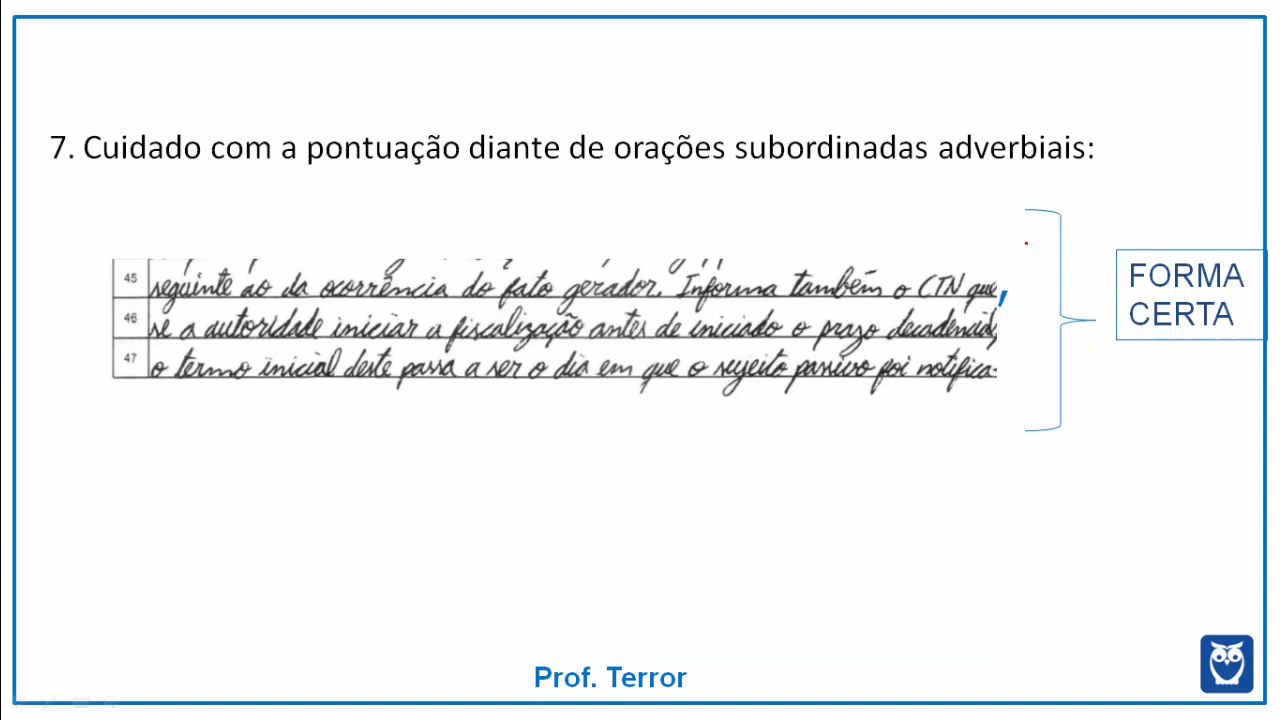 7. Cuidado com a pontuação diante de orações subordinadas adverbiais:
45 seguinte ao da ocorrência do fato gerador. Informa também o CTN que,
46 se a autoridade iniciar a fiscalização antes de iniciado o prazo decadencial,
47 o termo inicial deste passa a ser o dia em que o sujeito passivo foi notifica-
FORMA
CERTA
Prof. Terror